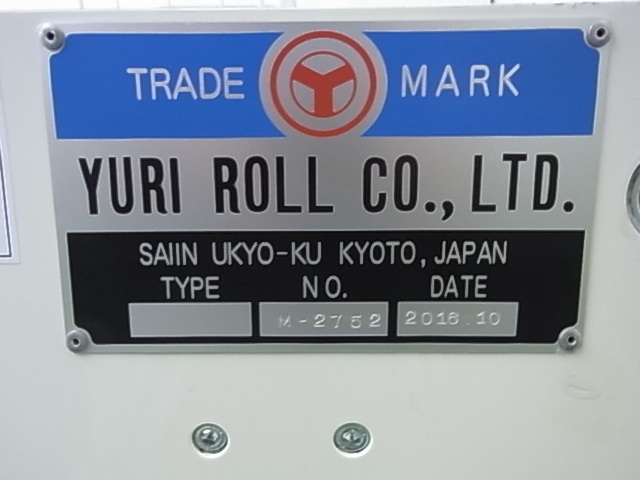 TRADE MARK
YURI ROLL CO., LTD.
SAIIN UKYO-KU KYOTO, JAPAN
TYPE NO. DATE
M-2752 2016.10